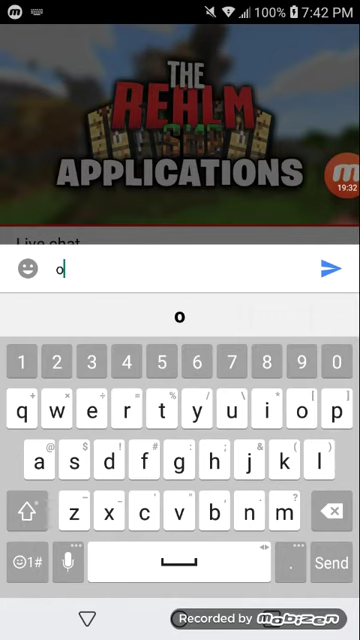 100% 7:42 PM
THE
REHLM
SMP
APPLICATIONS
19:32
Live chat
o
o
1 2 3 4 5 6 7 8 9 0
+ × ÷ = % / \ * [ ]
q w e r t y u i o p
@ $ ! # : ; & ( )
a s d f g h j k l
_ - ' " , . ?
z x c v b n m
☺1# . Send
Recorded by mobizen